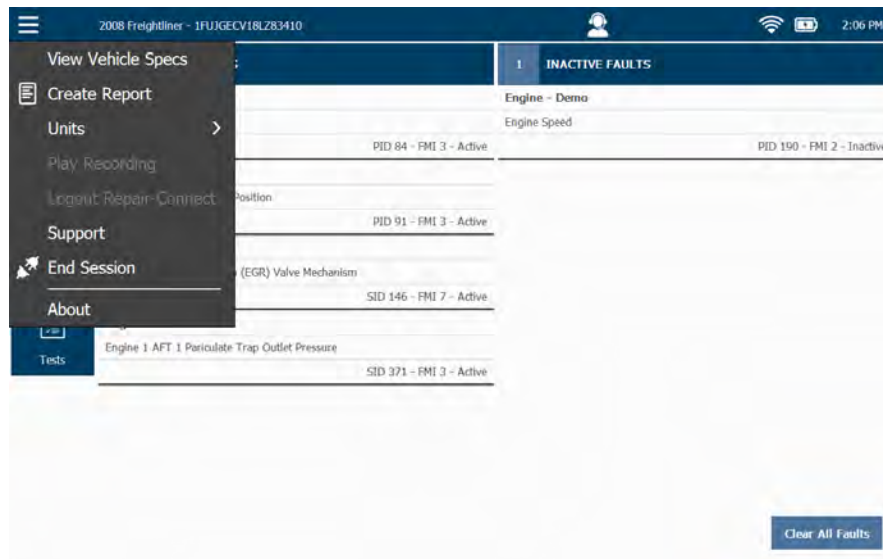 2008 Freightliner - 1FUJGECV18LZ83410
2:06 PM
View Vehicle Specs
Create Report
Units
Play Recording
Logout Repair-Connect
Support
End Session
About
Tests
PID 84 - FMI 3 - Active
Position
PID 91 - FMI 3 - Active
(EGR) Valve Mechanism
SID 146 - FMI 7 - Active
Engine 1 AFT 1 Pariculate Trap Outlet Pressure
SID 371 - FMI 3 - Active
1 INACTIVE FAULTS
Engine - Demo
Engine Speed
PID 190 - FMI 2 - Inactive
Clear All Faults